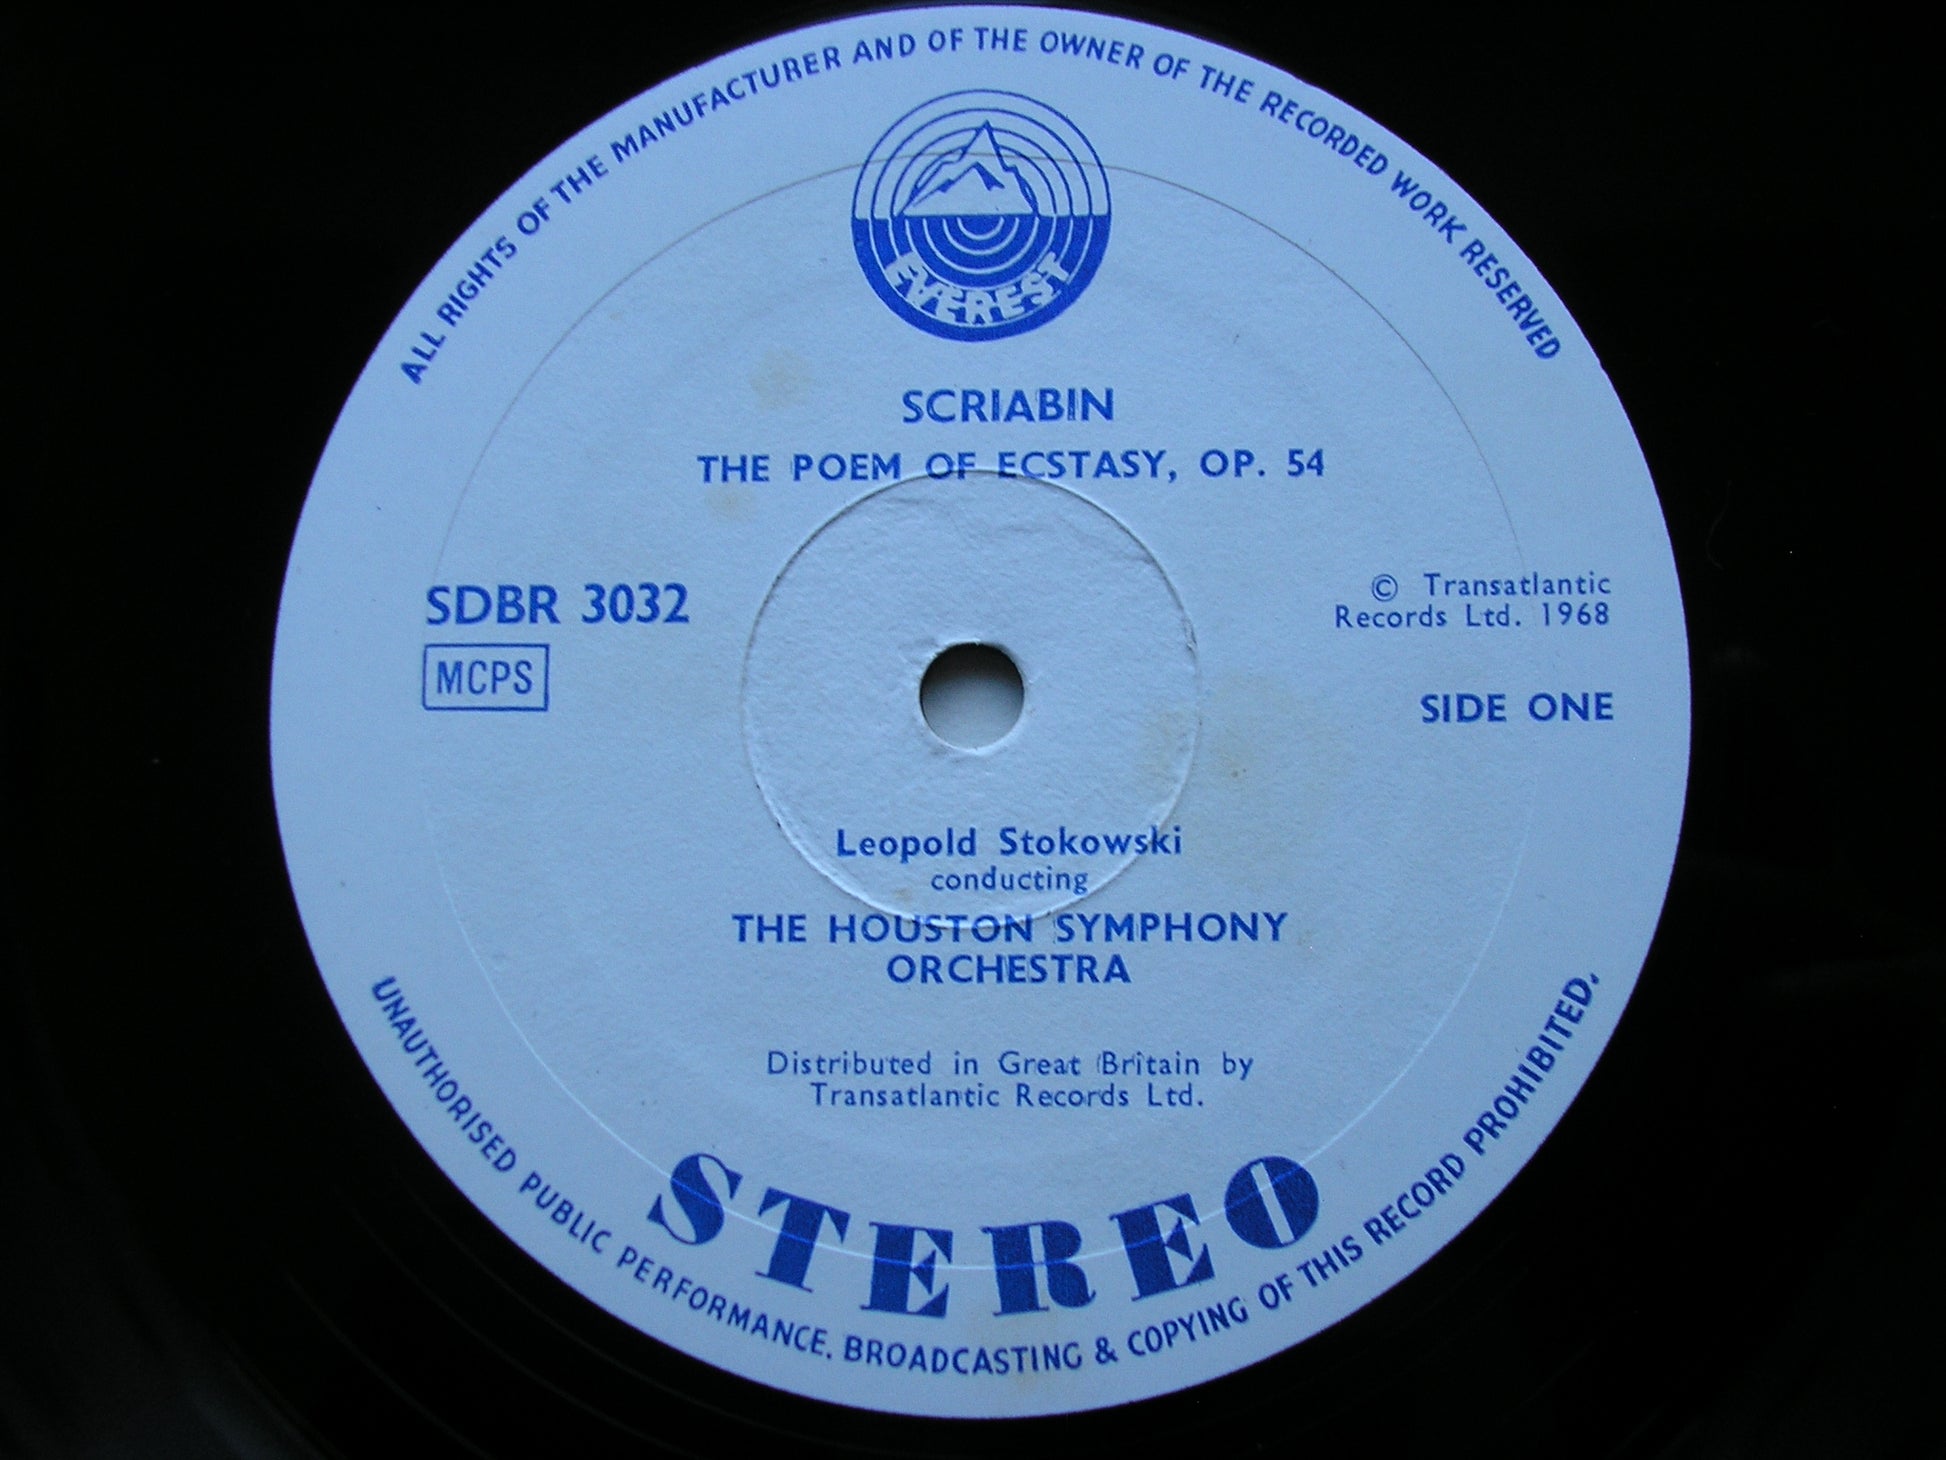 ALL RIGHTS OF THE MANUFACTURER AND OF THE OWNER OF THE RECORDED WORK RESERVED
EVEREST
SCRIABIN
THE POEM OF ECSTASY, OP. 54
SDBR 3032
MCPS
© Transatlantic
Records Ltd. 1968
SIDE ONE
Leopold Stokowski
conducting
THE HOUSTON SYMPHONY
ORCHESTRA
Distributed in Great Britain by
Transatlantic Records Ltd.
STEREO
UNAUTHORISED PUBLIC PERFORMANCE, BROADCASTING & COPYING OF THIS RECORD PROHIBITED.